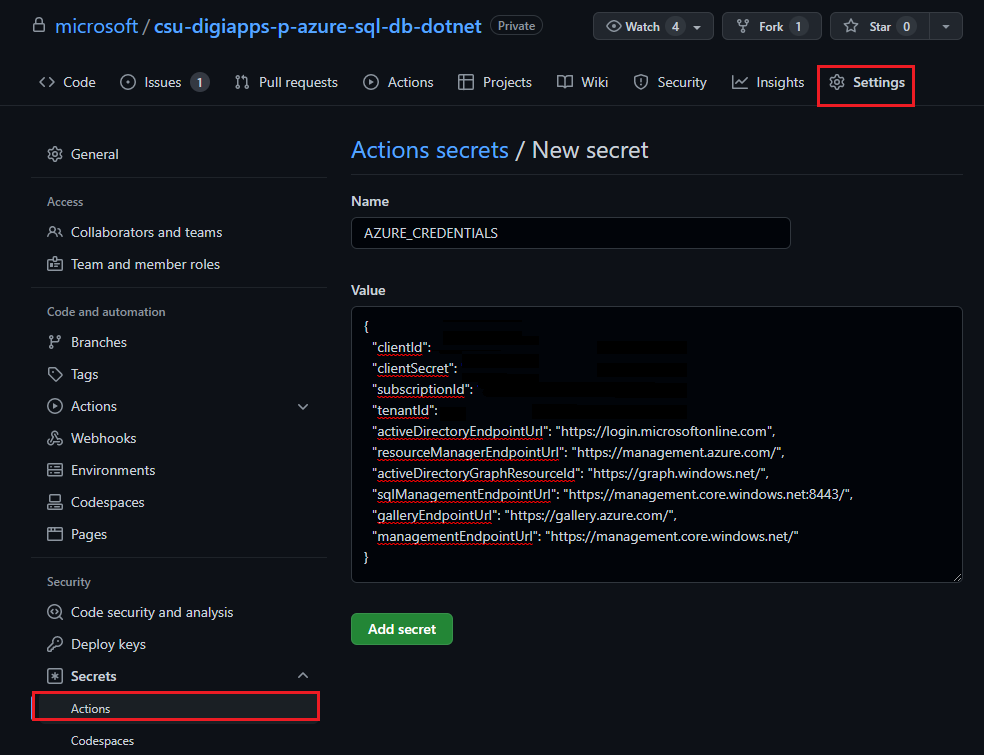 microsoft / csu-digiapps-p-azure-sql-db-dotnet Private Watch 4 Fork 1 Star 0
Code Issues 1 Pull requests Actions Projects Wiki Security Insights Settings
General
Access
Collaborators and teams
Team and member roles
Code and automation
Branches
Tags
Actions
Webhooks
Environments
Codespaces
Pages
Security
Code security and analysis
Deploy keys
Secrets
Actions
Codespaces
Actions secrets / New secret
Name
AZURE_CREDENTIALS
Value
{
"clientId":
"clientSecret":
"subscriptionId":
"tenantId":
"activeDirectoryEndpointUrl": "https://login.microsoftonline.com",
"resourceManagerEndpointUrl": "https://management.azure.com/",
"activeDirectoryGraphResourceId": "https://graph.windows.net/",
"sqlManagementEndpointUrl": "https://management.core.windows.net:8443/",
"galleryEndpointUrl": "https://gallery.azure.com/",
"managementEndpointUrl": "https://management.core.windows.net/"
}
Add secret